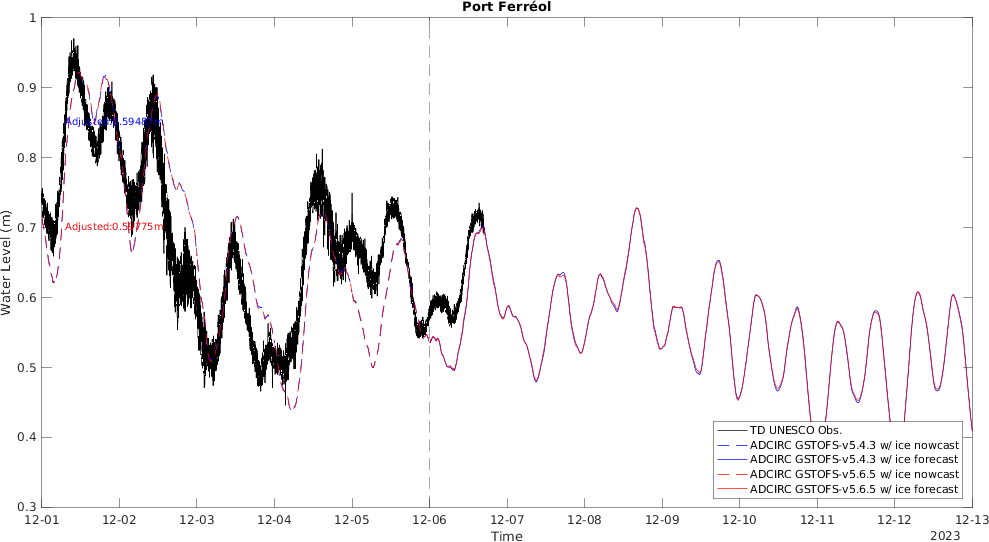 Port Ferréol
1
0.9
0.8
0.7
0.6
0.5
0.4
0.3
Water Level (m)
Adjusted:
Adjusted:0.59775m
TD UNESCO Obs.
ADCIRC GSTOFS-v5.4.3 w/ ice nowcast
ADCIRC GSTOFS-v5.4.3 w/ ice forecast
ADCIRC GSTOFS-v5.6.5 w/ ice nowcast
ADCIRC GSTOFS-v5.6.5 w/ ice forecast
12-01 12-02 12-03 12-04 12-05 12-06 12-07 12-08 12-09 12-10 12-11 12-12 12-13
Time
2023